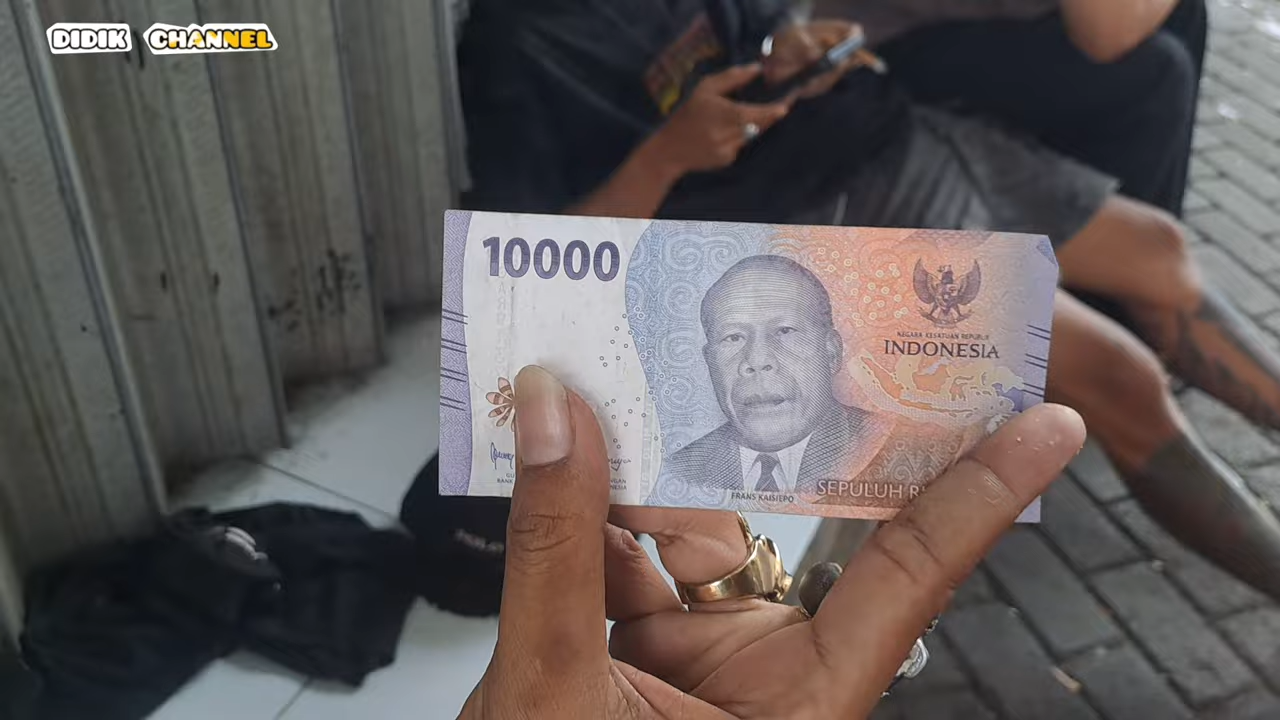 DIDIK CHANNEL
10000
NEGARA KESATUAN REPUBLIK
INDONESIA
FRANS KAISIEPO
SEPULUH